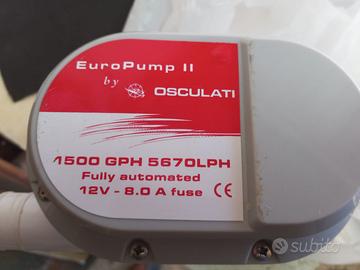 EuroPump II
by OSCULATI
1500 GPH 5670LPH
Fully automated
12V - 8.0 A fuse CE
subito